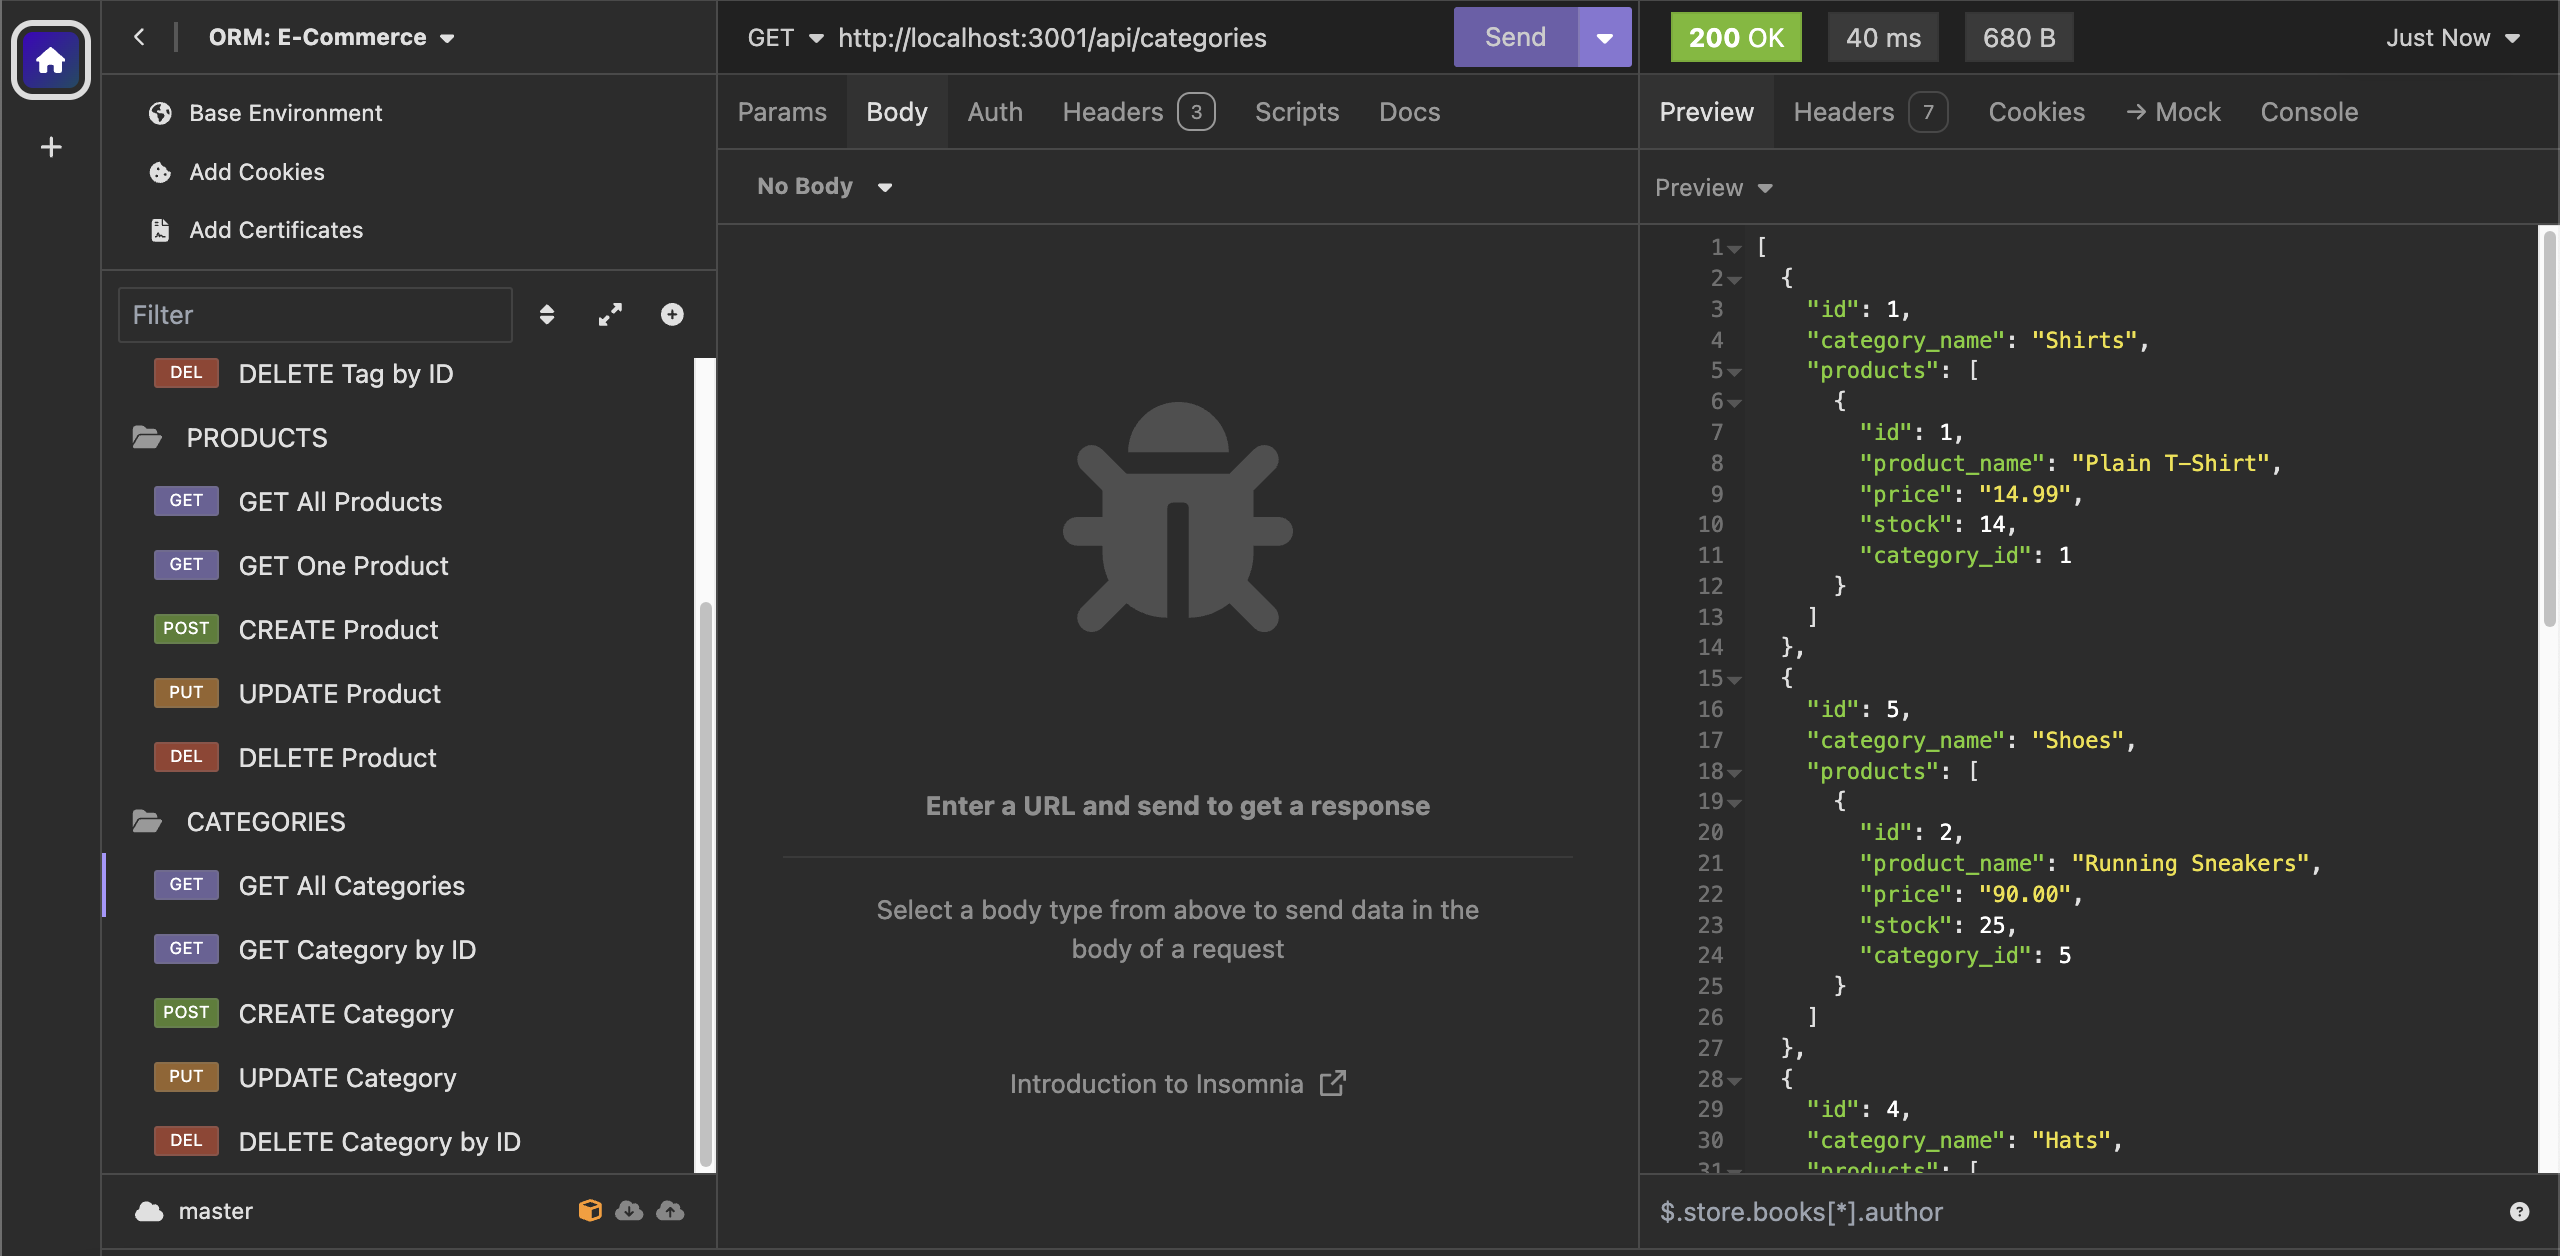 ORM: E-Commerce
Base Environment
Add Cookies
Add Certificates
Filter
DEL DELETE Tag by ID
PRODUCTS
GET GET All Products
GET GET One Product
POST CREATE Product
PUT UPDATE Product
DEL DELETE Product
CATEGORIES
GET GET All Categories
GET GET Category by ID
POST CREATE Category
PUT UPDATE Category
DEL DELETE Category by ID
master
GET http://localhost:3001/api/categories Send
Params Body Auth Headers 3 Scripts Docs
No Body
Enter a URL and send to get a response
Select a body type from above to send data in the
body of a request
Introduction to Insomnia
200 OK 40 ms 680 B Just Now
Preview Headers 7 Cookies → Mock Console
Preview
1 [
2 {
3 "id": 1,
4 "category_name": "Shirts",
5 "products": [
6 {
7 "id": 1,
8 "product_name": "Plain T-Shirt",
9 "price": "14.99",
10 "stock": 14,
11 "category_id": 1
12 }
13 ]
14 },
15 {
16 "id": 5,
17 "category_name": "Shoes",
18 "products": [
19 {
20 "id": 2,
21 "product_name": "Running Sneakers",
22 "price": "90.00",
23 "stock": 25,
24 "category_id": 5
25 }
26 ]
27 },
28 {
29 "id": 4,
30 "category_name": "Hats",
31 "products": [
$.store.books[*].author